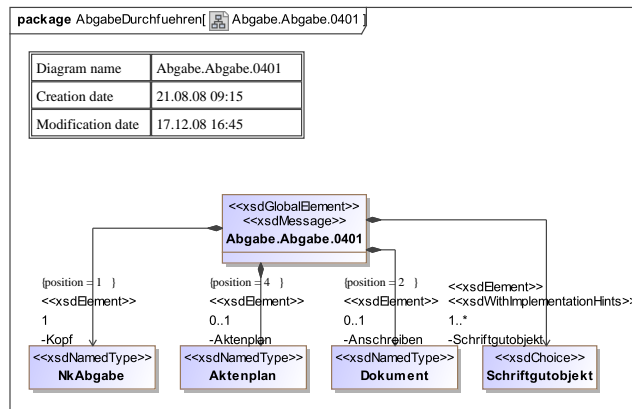 package AbgabeDurchfuehren[ Abgabe.Abgabe.0401 ]
Diagram name Abgabe.Abgabe.0401
Creation date 21.08.08 09:15
Modification date 17.12.08 16:45
<<xsdGlobalElement>>
<<xsdMessage>>
Abgabe.Abgabe.0401
{position = 1 }
<<xsdElement>>
1
-Kopf
{position = 4 }
<<xsdElement>>
0..1
-Aktenplan
{position = 2 }
<<xsdElement>>
0..1
-Anschreiben
<<xsdElement>>
<<xsdWithImplementationHints>>
1..*
-Schriftgutobjekt
<<xsdNamedType>>
NkAbgabe
<<xsdNamedType>>
Aktenplan
<<xsdNamedType>>
Dokument
<<xsdChoice>>
Schriftgutobjekt